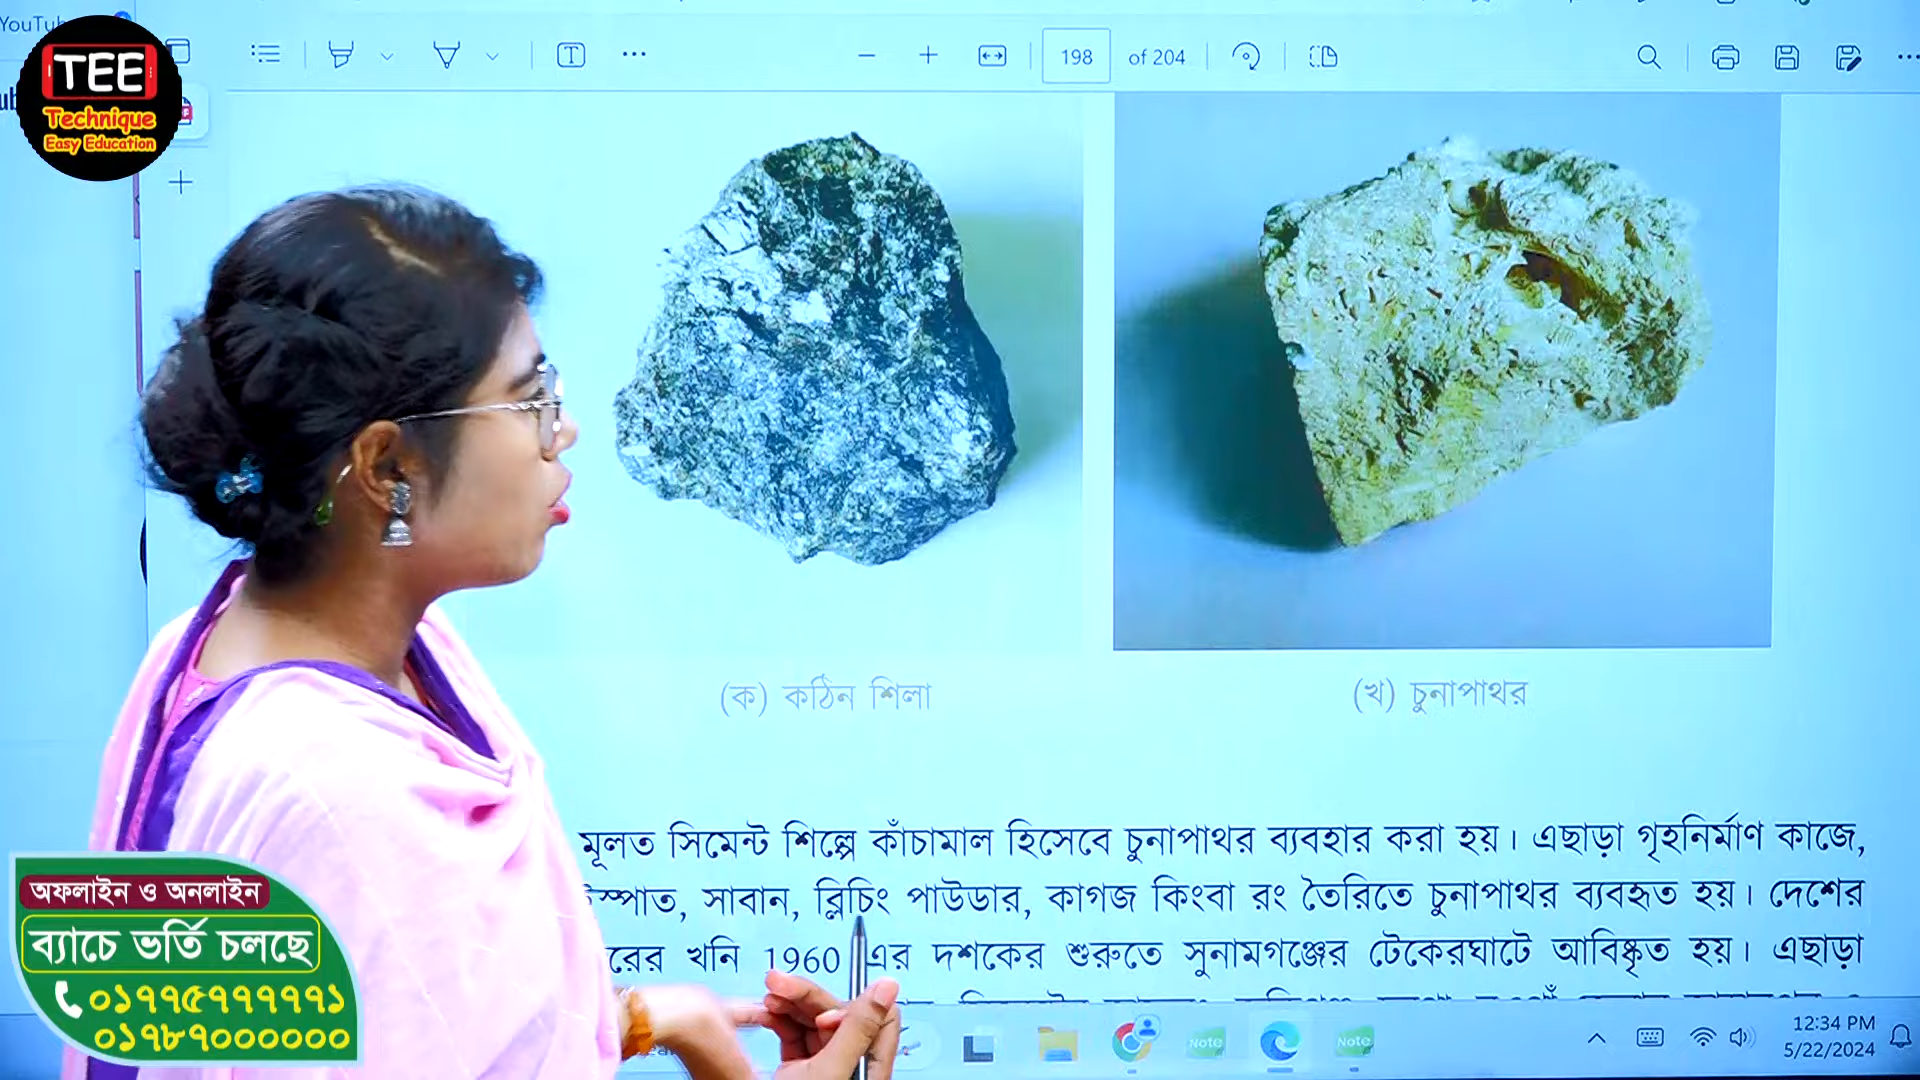 YouTu
TEE
Technique
Easy Education
198 of 204
(ক) কঠিন শিলা
(খ) চুনাপাথর
মূলত সিমেন্ট শিল্পে কাঁচামাল হিসেবে চুনাপাথর ব্যবহার করা হয়। এছাড়া গৃহনির্মাণ কাজে,
স্পাত, সাবান, ব্লিচিং পাউডার, কাগজ কিংবা রং তৈরিতে চুনাপাথর ব্যবহৃত হয়। দেশের
রের খনি 1960 এর দশকের শুরুতে সুনামগঞ্জের টেকেরঘাটে আবিষ্কৃত হয়। এছাড়া
অফলাইন ও অনলাইন
ব্যাচে ভর্তি চলছে
০১৭৭৫৭৭৭৭৭১
০১৭৮৭০০০০০০
Note
Note
12:34 PM
5/22/2024